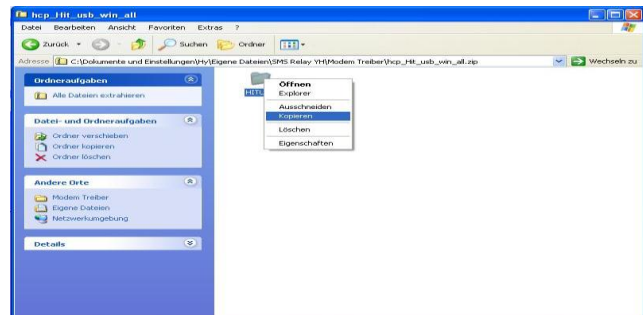 hcp_Hit_usb_win_all
Datei Bearbeiten Ansicht Favoriten Extras ?
Zurück Suchen Ordner
Adresse C:\Dokumente und Einstellungen\Hy\Eigene Dateien\SMS Relay YH\Modem Treiber\hcp_Hit_usb_win_all.zip Wechseln zu
Ordneraufgaben
Alle Dateien extrahieren
Datei- und Ordneraufgaben
Ordner verschieben
Ordner kopieren
Ordner löschen
Andere Orte
Modem Treiber
Eigene Dateien
Netzwerkumgebung
Details
Öffnen
Explorer
Ausschneiden
Kopieren
Löschen
Eigenschaften